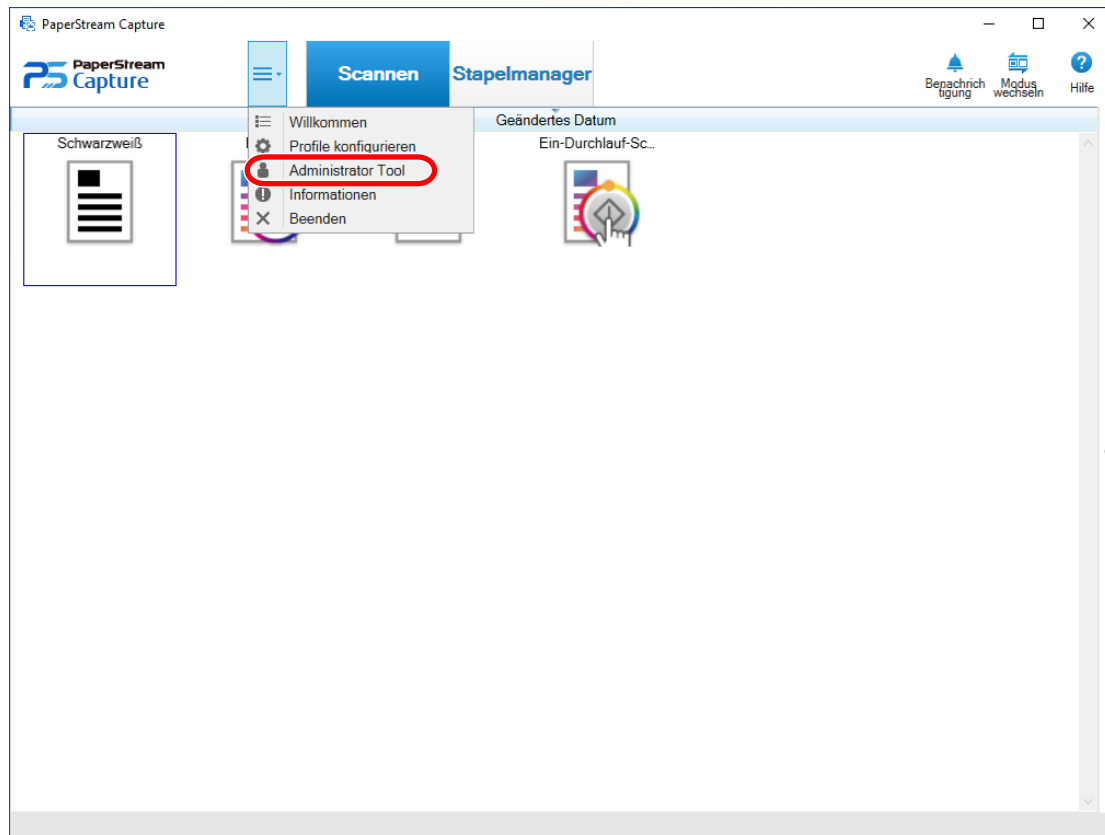 PaperStream Capture
PaperStream
Capture
Scannen
Stapelmanager
Benachrich
tigung
Modus
wechseln
Hilfe
Geändertes Datum
Willkommen
Profile konfigurieren
Administrator Tool
Informationen
Beenden
Schwarzweiß
Ein-Durchlauf-Sc...